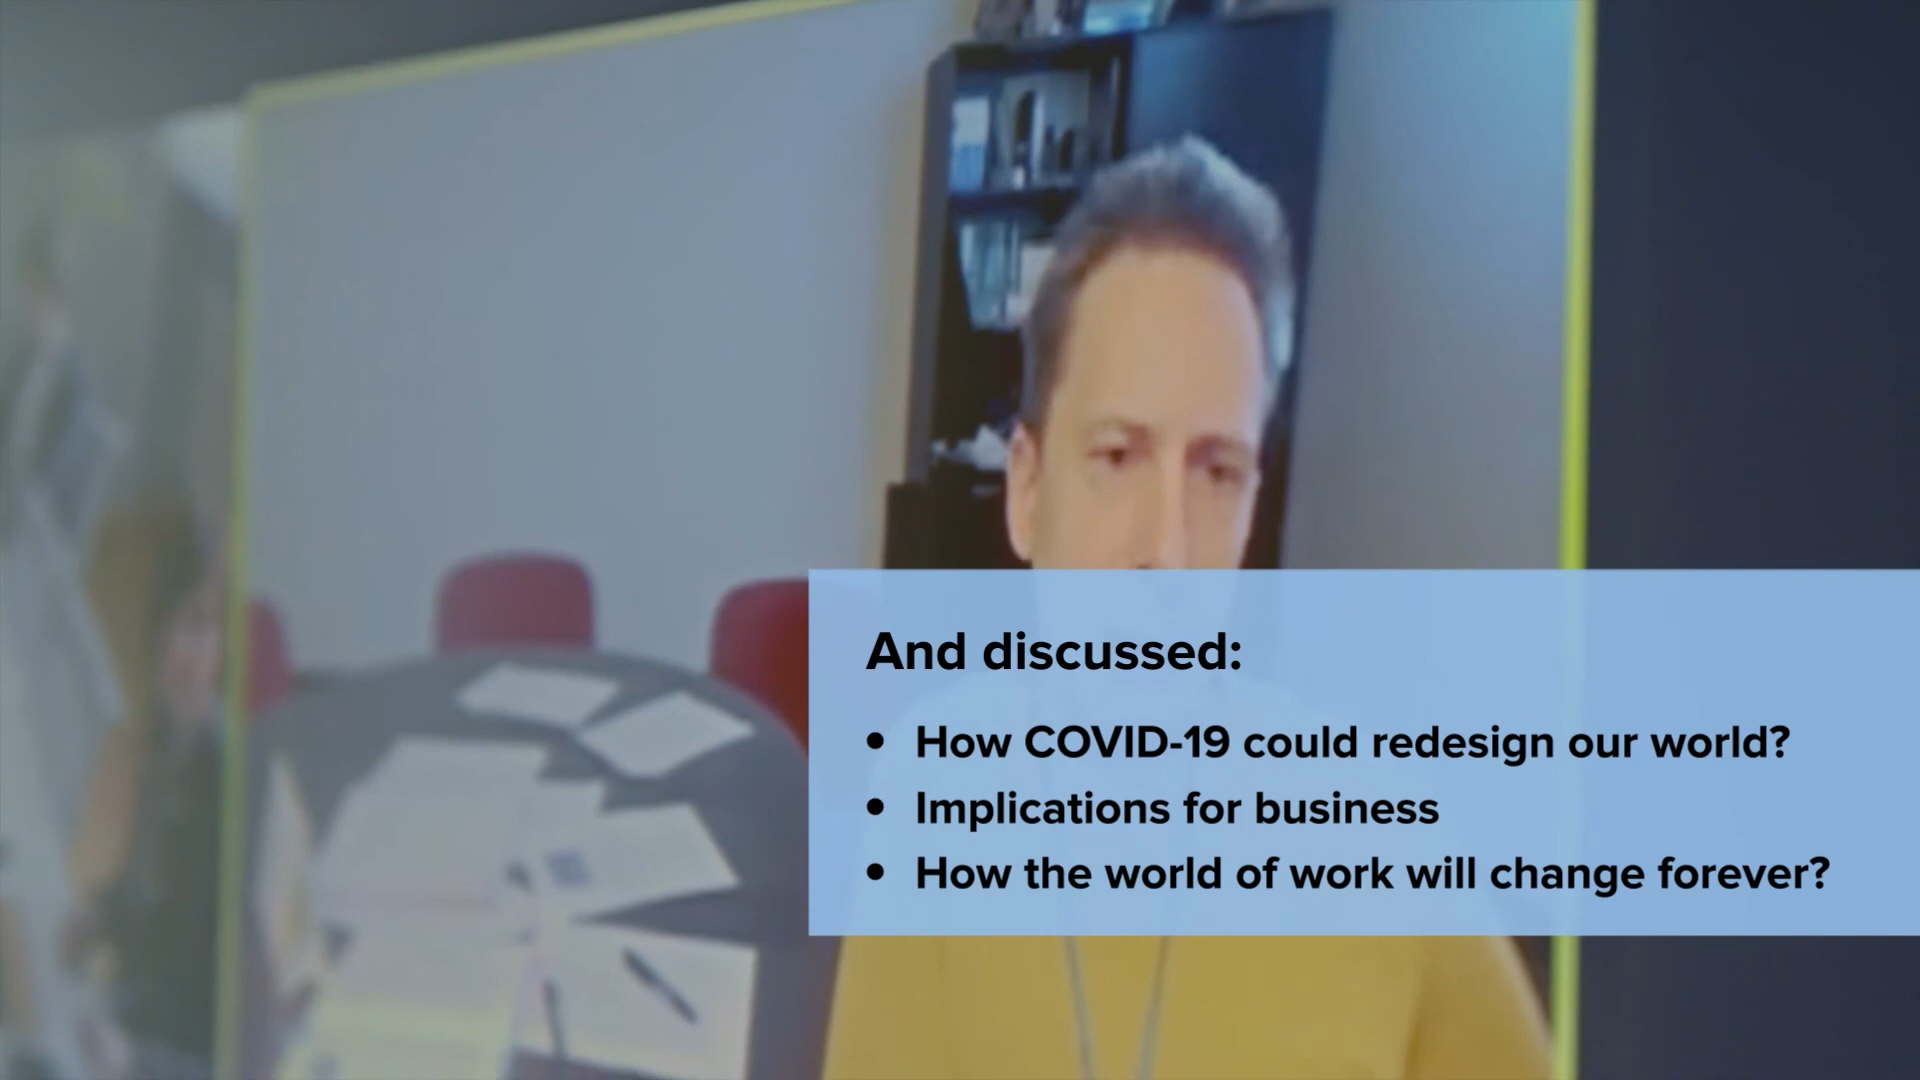 And discussed:
• How COVID-19 could redesign our world?
• Implications for business
• How the world of work will change forever?